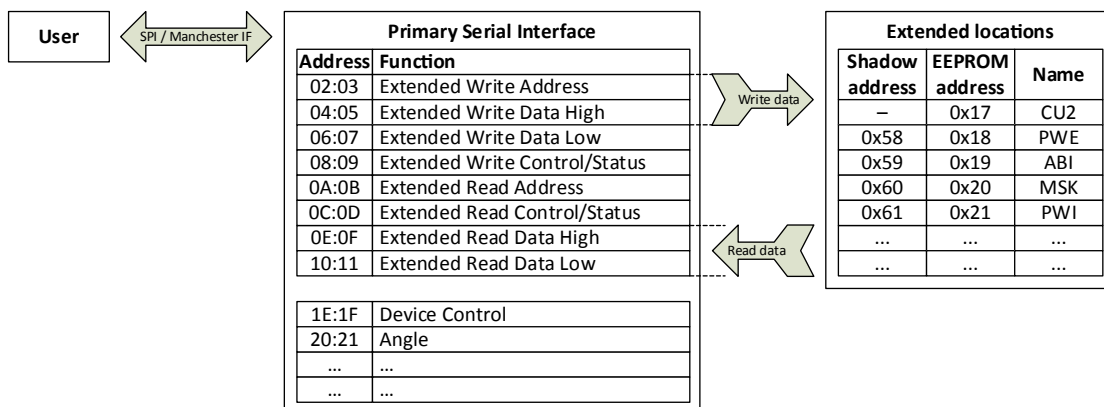 User
SPI / Manchester IF
Primary Serial Interface
Address Function
02:03 Extended Write Address
04:05 Extended Write Data High
06:07 Extended Write Data Low
08:09 Extended Write Control/Status
0A:0B Extended Read Address
0C:0D Extended Read Control/Status
0E:0F Extended Read Data High
10:11 Extended Read Data Low
1E:1F Device Control
20:21 Angle
... ...
... ...
Write data
Read data
Extended locations
Shadow address EEPROM address Name
– 0x17 CU2
0x58 0x18 PWE
0x59 0x19 ABI
0x60 0x20 MSK
0x61 0x21 PWI
... ... ...
... ... ...